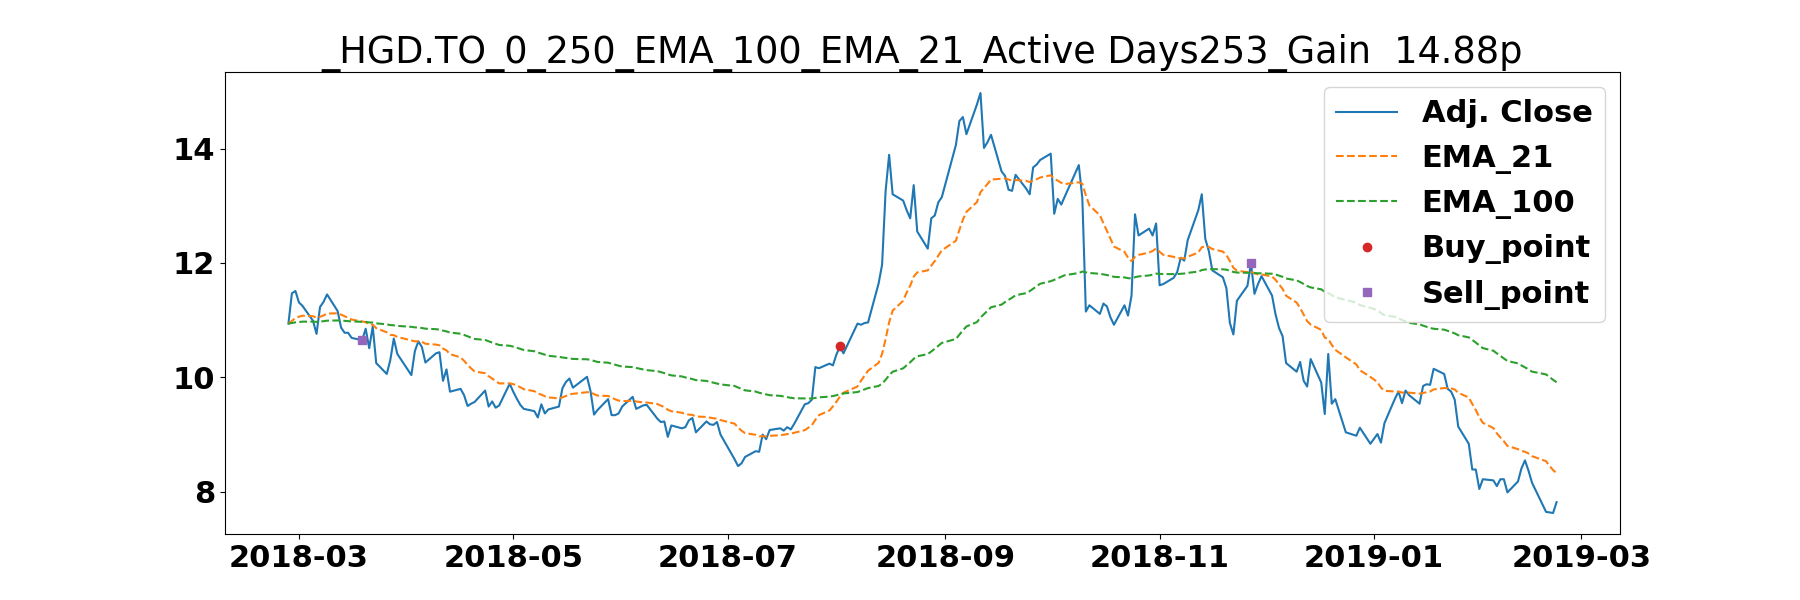 _HGD.TO_0_250_EMA_100_EMA_21_Active Days253_Gain  14.88p
Adj. Close
EMA_21
EMA_100
Buy_point
Sell_point
14
12
10
8
2018-03 2018-05 2018-07 2018-09 2018-11 2019-01 2019-03